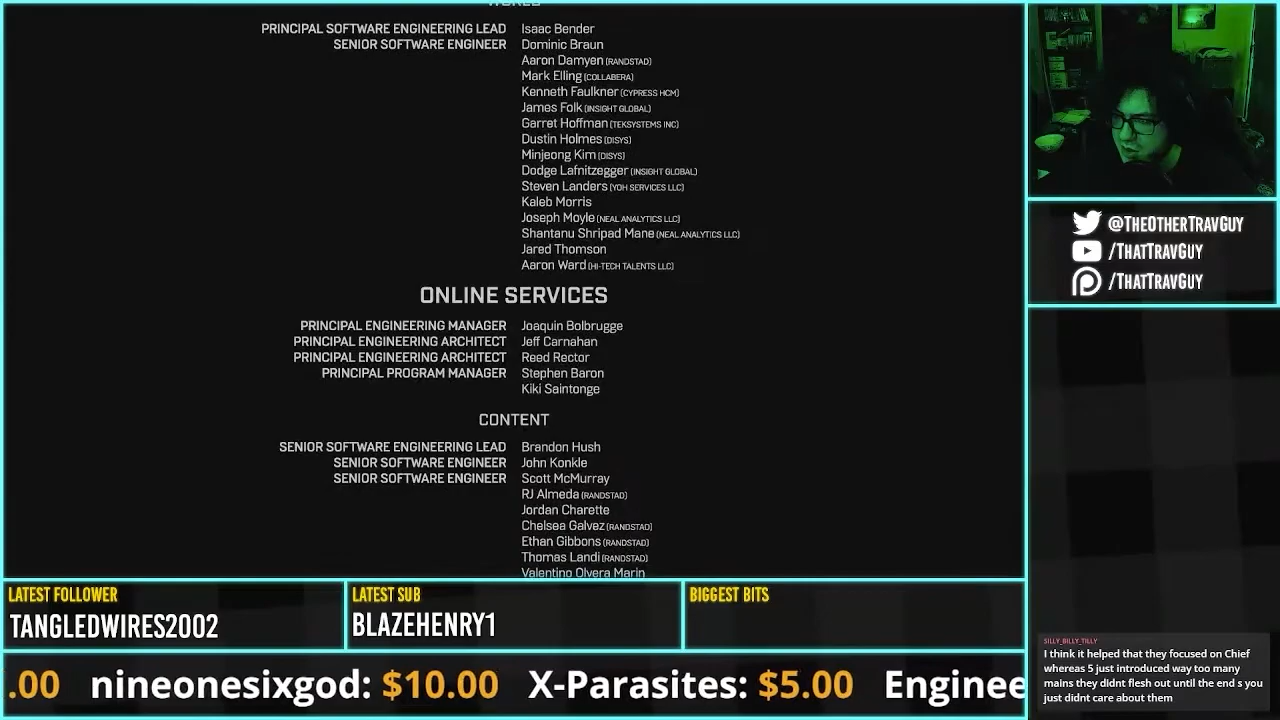 WORLD
PRINCIPAL SOFTWARE ENGINEERING LEAD Isaac Bender
SENIOR SOFTWARE ENGINEER Dominic Braun
Aaron Damyen (RANDSTAD)
Mark Elling (COLLABERA)
Kenneth Faulkner (CYPRESS HCM)
James Folk (INSIGHT GLOBAL)
Garret Hoffman (TEKSYSTEMS INC)
Dustin Holmes (DISYS)
Minjeong Kim (DISYS)
Dodge Lafnitzegger (INSIGHT GLOBAL)
Steven Landers (YOH SERVICES LLC)
Kaleb Morris
Joseph Moyle (NEAL ANALYTICS LLC)
Shantanu Shripad Mane (NEAL ANALYTICS LLC)
Jared Thomson
Aaron Ward (HI-TECH TALENTS LLC)
ONLINE SERVICES
PRINCIPAL ENGINEERING MANAGER Joaquin Bolbrugge
PRINCIPAL ENGINEERING ARCHITECT Jeff Carnahan
PRINCIPAL ENGINEERING ARCHITECT Reed Rector
PRINCIPAL PROGRAM MANAGER Stephen Baron
Kiki Saintonge
CONTENT
SENIOR SOFTWARE ENGINEERING LEAD Brandon Hush
SENIOR SOFTWARE ENGINEER John Konkle
SENIOR SOFTWARE ENGINEER Scott McMurray
RJ Almeda (RANDSTAD)
Jordan Charette
Chelsea Galvez (RANDSTAD)
Ethan Gibbons (RANDSTAD)
Thomas Landi (RANDSTAD)
Valentino Olvera Marin
@TheOtherTravGuy
/ThatTravGuy
/ThatTravGuy
LATEST FOLLOWER
TANGLEDWIRES2002
LATEST SUB
BLAZEHENRY1
BIGGEST BITS
.00 nineonesixgod: $10.00 X-Parasites: $5.00 Enginee
SILLY BILLY TILLY
I think it helped that they focused on Chief
whereas 5 just introduced way too many
mains they didnt flesh out until the end s you
just didnt care about them